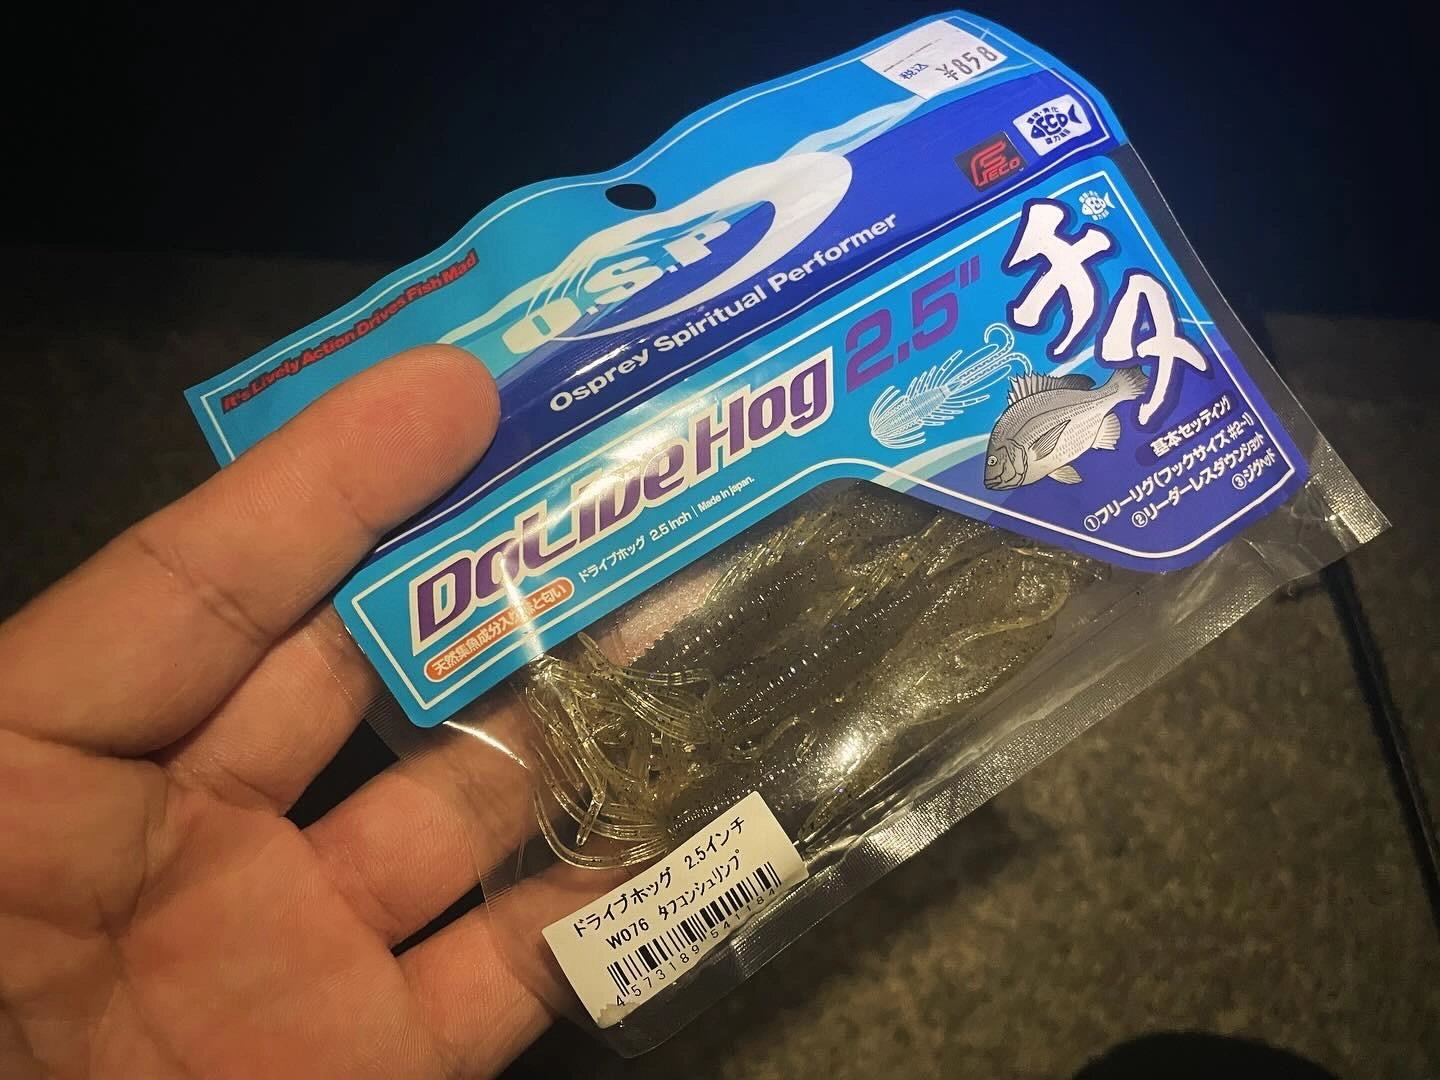 税込 ¥858
ECO
FECO
It's Lively Action Drives Fish Mad
O.S.P
Osprey Spiritual Performer
DoLiveHog 2.5"
ドライブホッグ 2.5 inch | Made in japan.
チヌ
基本セッティング
①フリーリグ(フックサイズ #2~1)
②リーダーレスダウンショット
③ジグヘッド
ドライブホッグ 2.5インチ
W076 タフコンシュリンプ
4573189541184